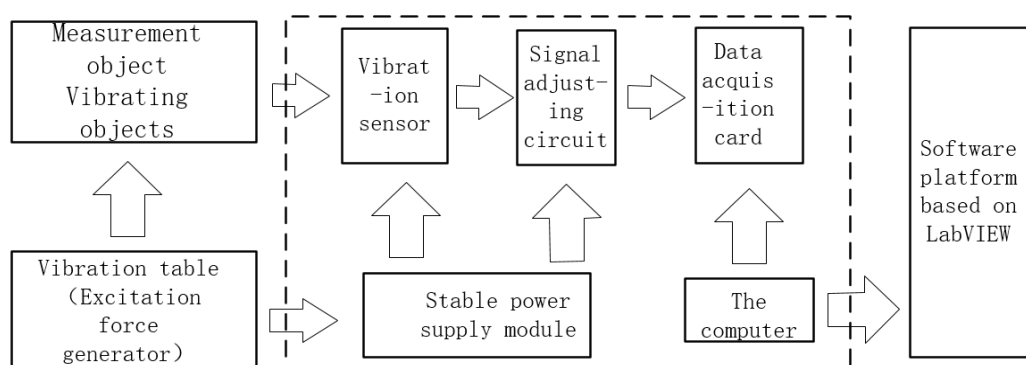 Measurement
object
Vibrating
objects
Vibrat
-ion
sensor
Signal
adjust-
ing
circuit
Data
acquis
-ition
card
Software
platform
based on
LabVIEW
Vibration table
(Excitation
force
generator)
Stable power
supply module
The
computer